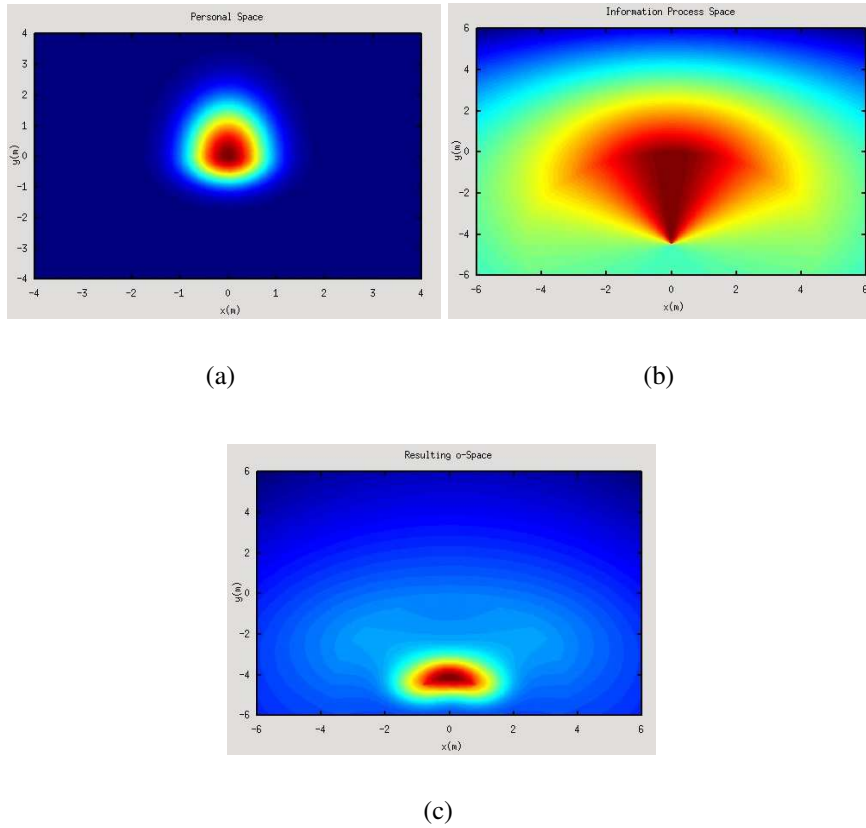 Personal Space
4
3
2
1
0
-1
-2
-3
-4
y(m)
-4 -3 -2 -1 0 1 2 3 4
x(m)
(a)
Information Process Space
6
4
2
0
-2
-4
-6
y(m)
-6 -4 -2 0 2 4 6
x(m)
(b)
Resulting o-Space
6
4
2
0
-2
-4
-6
y(m)
-6 -4 -2 0 2 4 6
x(m)
(c)